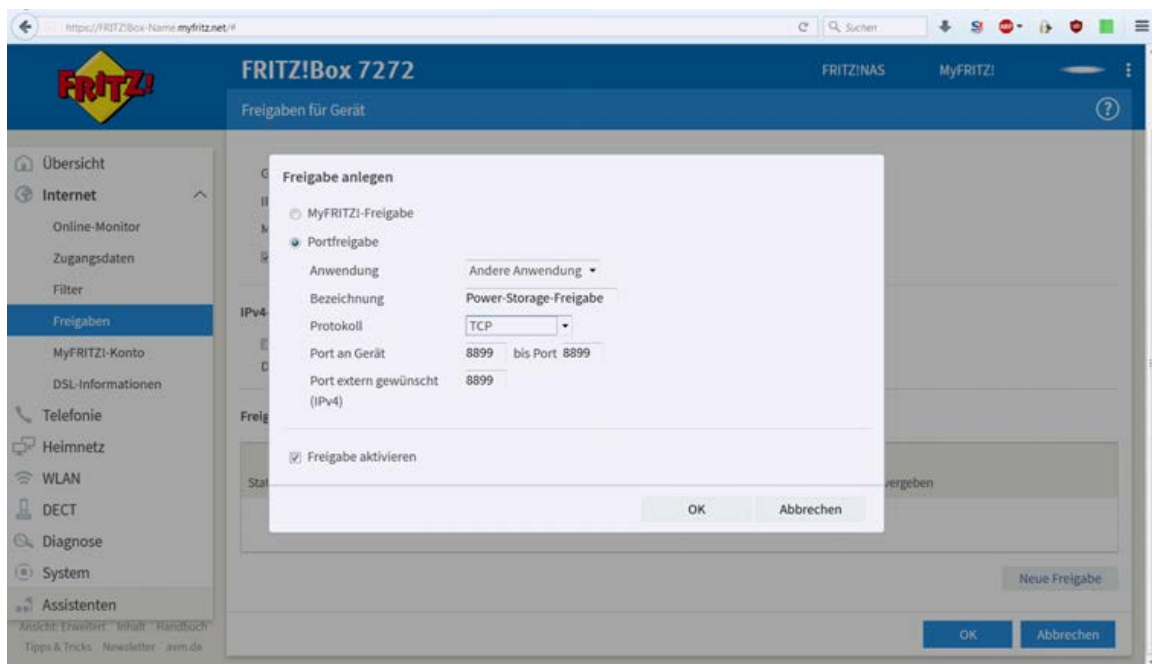 https://FRITZ!Box-Name.myfritz.net/#
Suchen
FRITZ!
FRITZ!Box 7272
FRITZ!NAS
MyFRITZ!
Freigaben für Gerät
Übersicht
Internet
Online-Monitor
Zugangsdaten
Filter
Freigaben
MyFRITZ!-Konto
DSL-Informationen
Telefonie
Heimnetz
WLAN
DECT
Diagnose
System
Assistenten
Ansicht: Erweitert Inhalt Handbuch
Tipps & Tricks Newsletter avm.de
Freigabe anlegen
MyFRITZ!-Freigabe
Portfreigabe
Anwendung Andere Anwendung
Bezeichnung Power-Storage-Freigabe
Protokoll TCP
Port an Gerät 8899 bis Port 8899
Port extern gewünscht 8899
(IPv4)
Freigabe aktivieren
OK Abbrechen
IPv4
Freig
Stat
vergeben
Neue Freigabe
OK Abbrechen